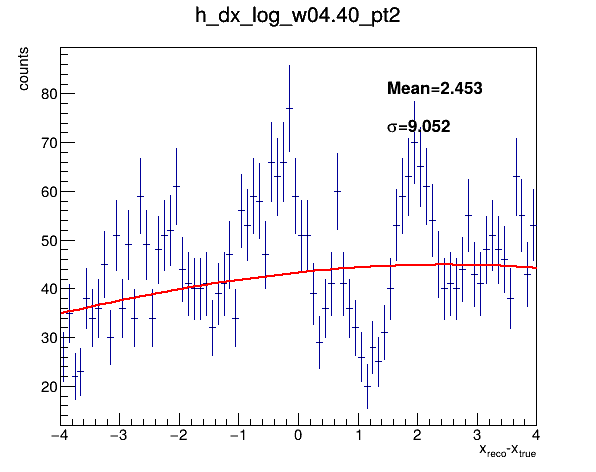 h_dx_log_w04.40_pt2
counts
Mean=2.453
σ=9.052
80
70
60
50
40
30
20
−4 −3 −2 −1 0 1 2 3 4
x_reco-x_true